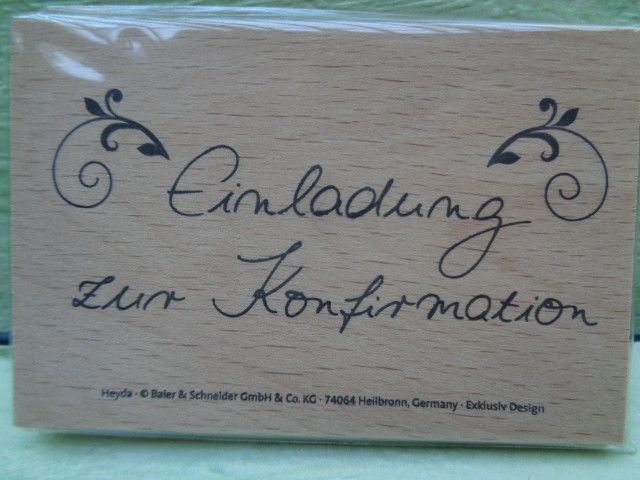 Einladung
zur Konfirmation
Heyda · © Baier & Schneider GmbH & Co. KG · 74064 Heilbronn, Germany · Exklusiv Design